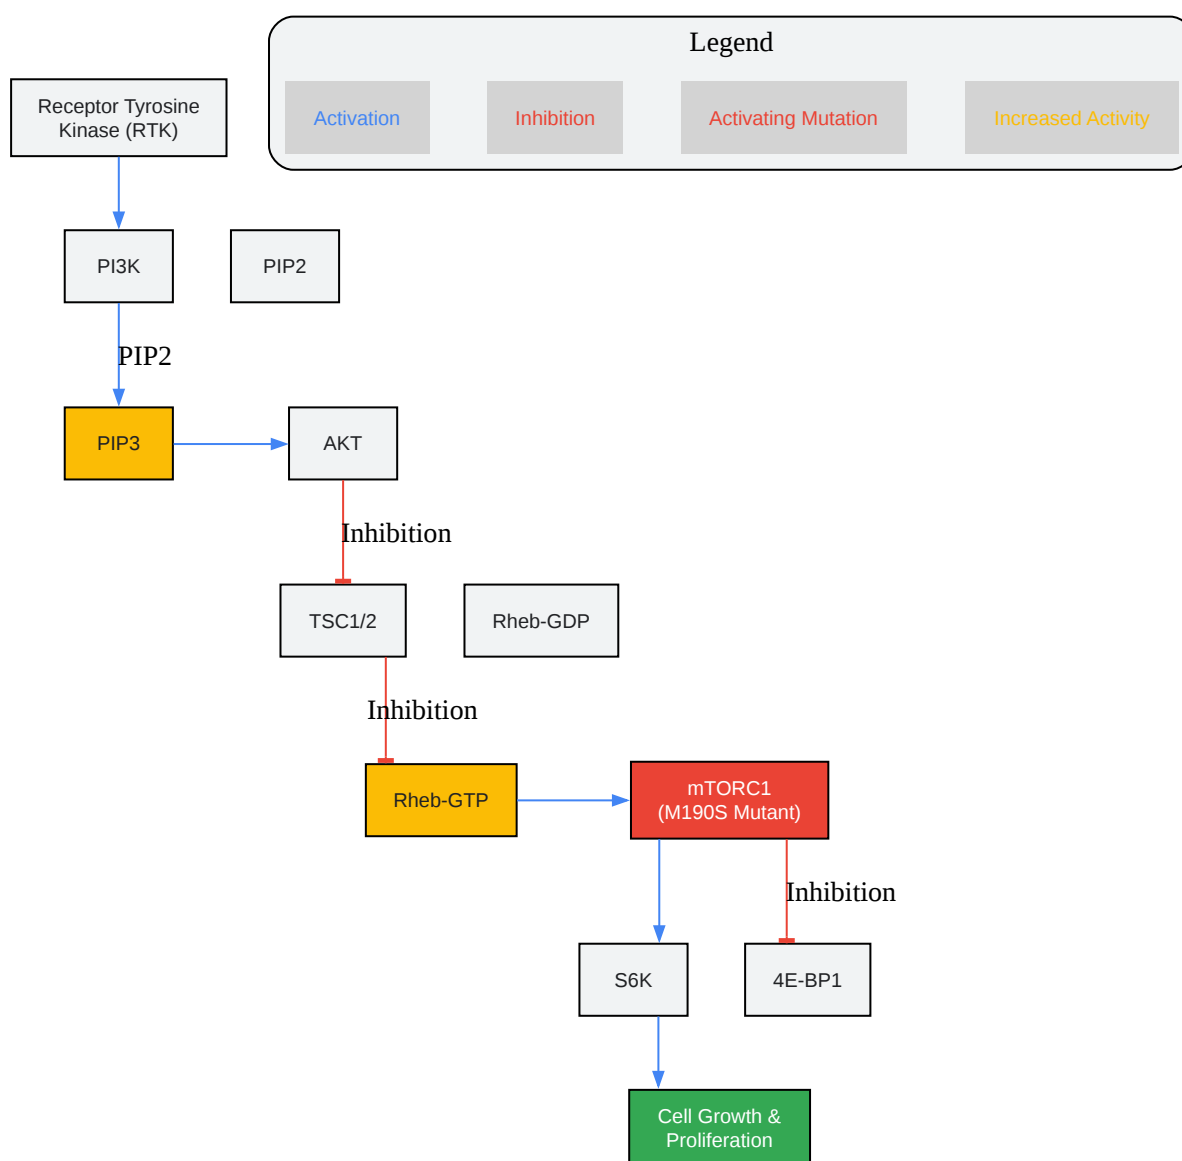 Legend
Activation
Inhibition
Activating Mutation
Increased Activity
Receptor Tyrosine
Kinase (RTK)
PI3K
PIP2
PIP2
PIP3
AKT
Inhibition
TSC1/2
Rheb-GDP
Inhibition
Rheb-GTP
mTORC1
(M190S Mutant)
Inhibition
S6K
4E-BP1
Cell Growth &
Proliferation